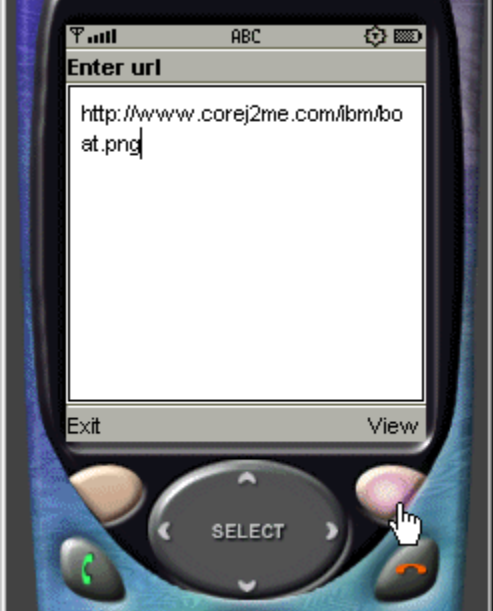 ABC
Enter url
http://www.corej2me.com/ibm/bo
at.png
Exit View
SELECT